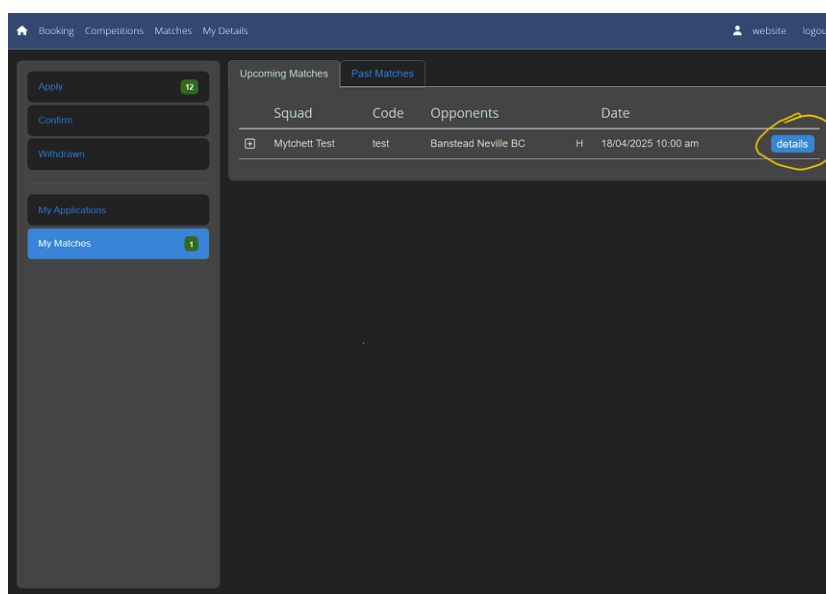 Booking Competitions Matches My Details website
Apply 12
Confirm
Withdrawn
My Applications
My Matches 1
Upcoming Matches Past Matches
Squad Code Opponents Date
Mytchett Test test Banstead Neville BC H 18/04/2025 10:00 am details